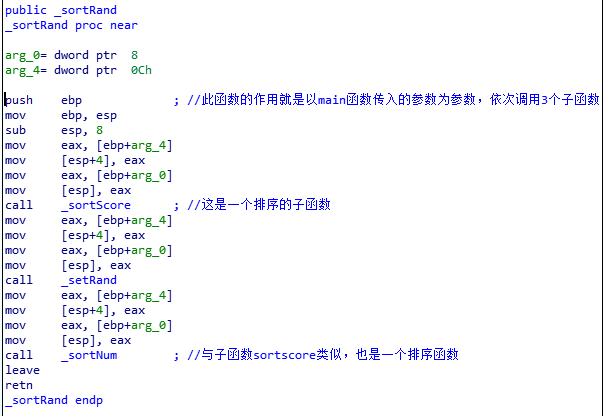 public _sortRand
_sortRand proc near
arg_0= dword ptr  8
arg_4= dword ptr  0Ch
push    ebp             ; //此函数的作用就是以main函数传入的参数为参数，依次调用3个子函数
mov     ebp, esp
sub     esp, 8
mov     eax, [ebp+arg_4]
mov     [esp+4], eax
mov     eax, [ebp+arg_0]
mov     [esp], eax
call    _sortScore      ; //这是一个排序的子函数
mov     eax, [ebp+arg_4]
mov     [esp+4], eax
mov     eax, [ebp+arg_0]
mov     [esp], eax
call    _setRand
mov     eax, [ebp+arg_4]
mov     [esp+4], eax
mov     eax, [ebp+arg_0]
mov     [esp], eax
call    _sortNum        ; //与子函数sortscore类似，也是一个排序函数
leave
retn
_sortRand endp